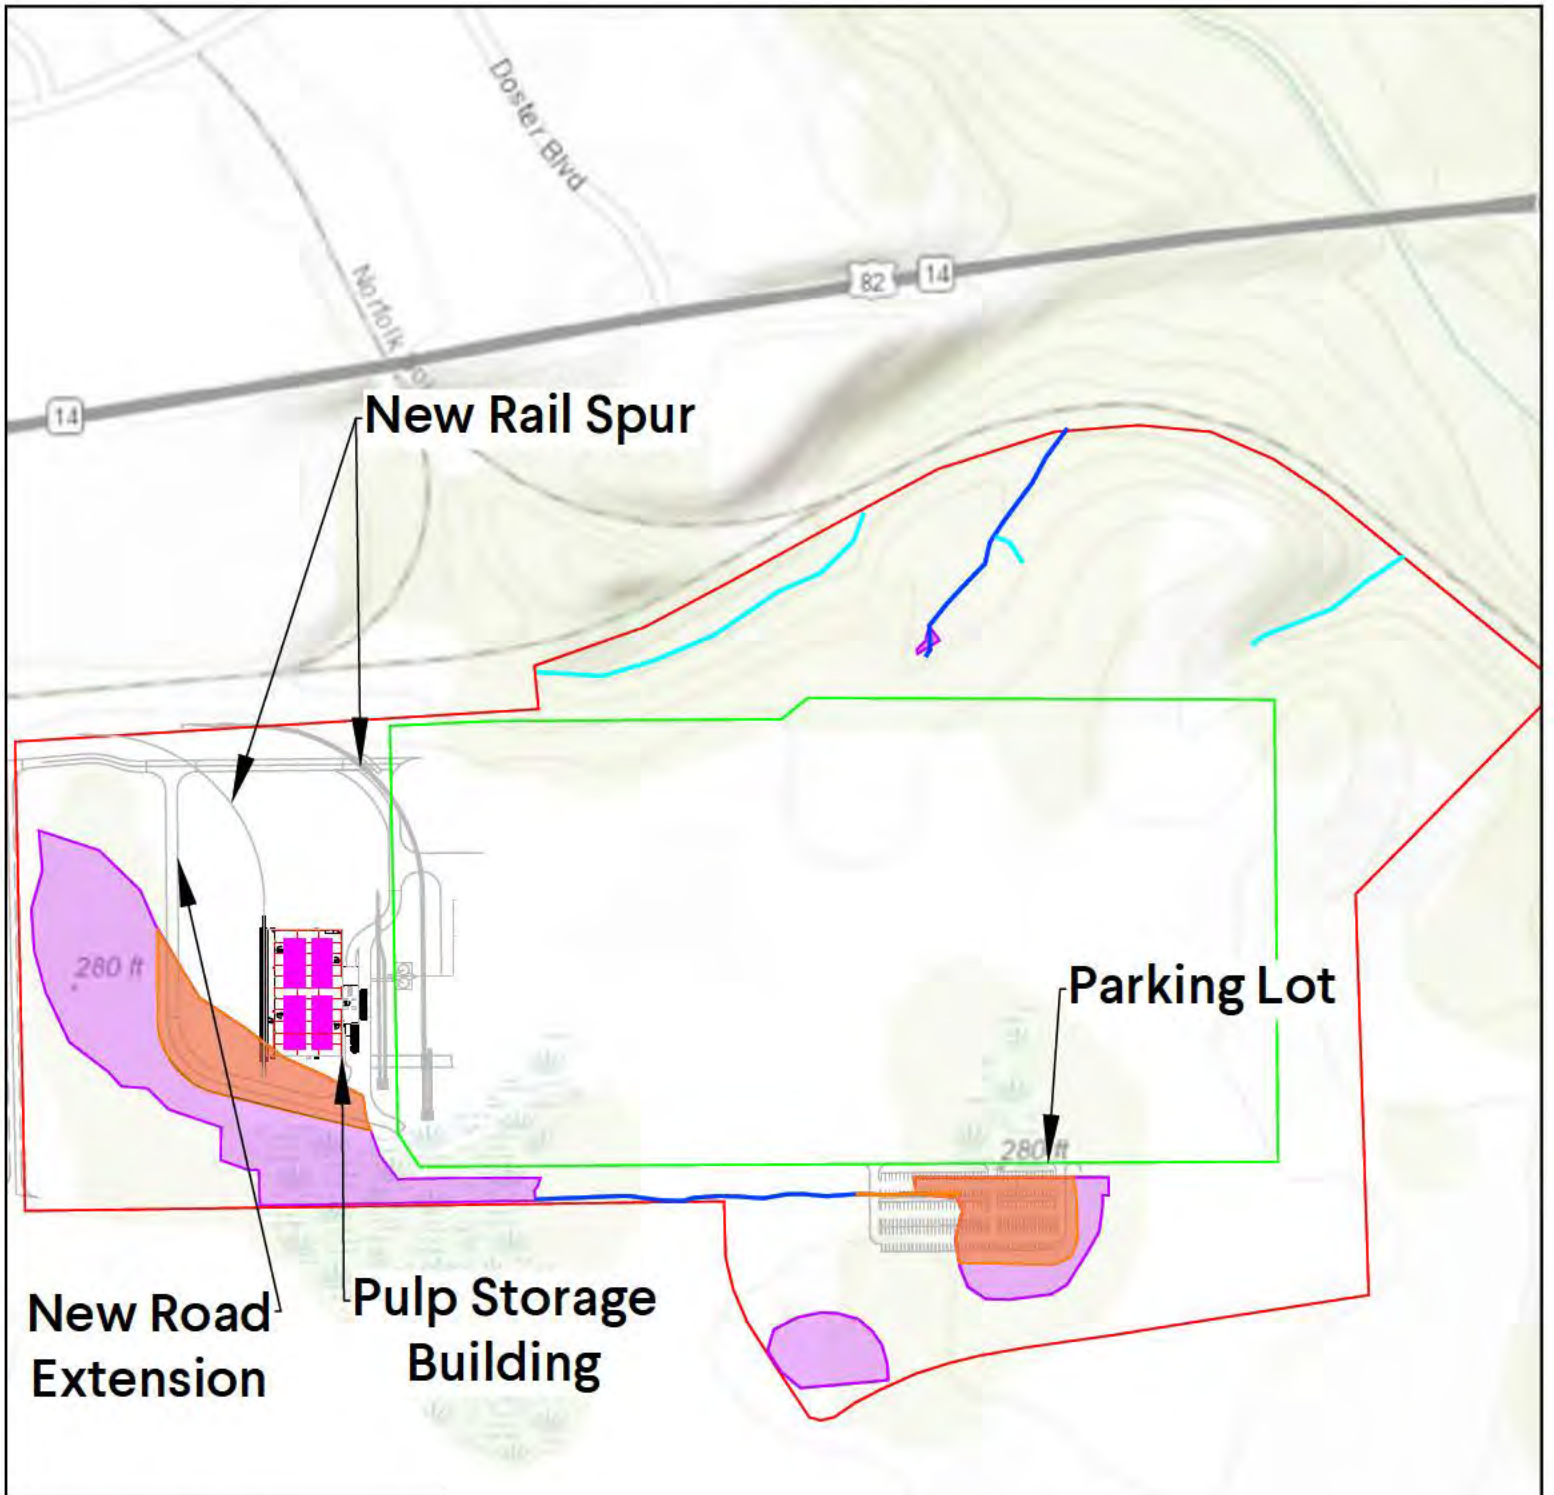 Doster Blvd
82
14
Norfolk
14
New Rail Spur
280 ft
Parking Lot
280 ft
New Road
Extension
Pulp Storage
Building